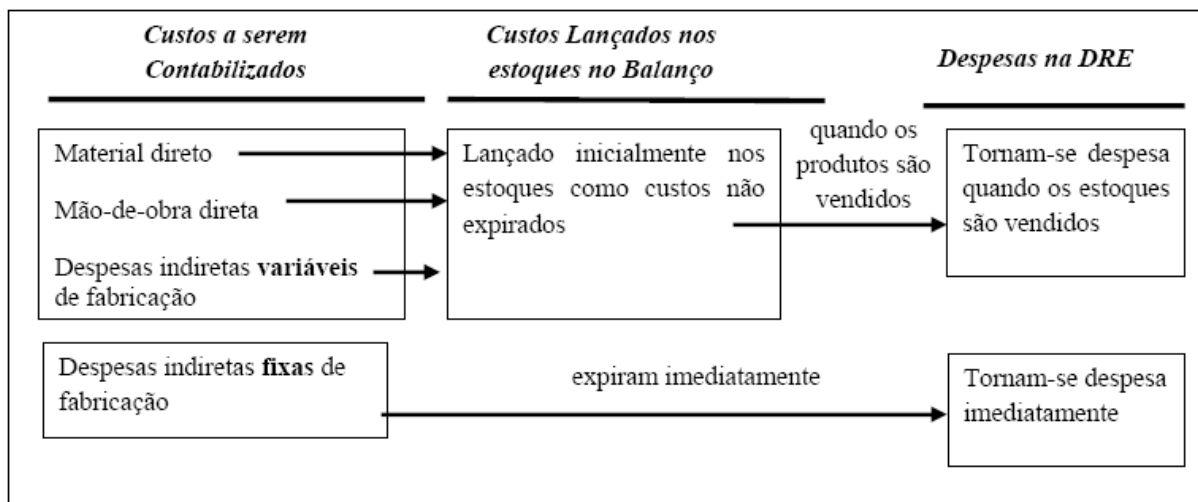 Custos a serem
Contabilizados
Custos Lançados nos
estoques no Balanço
Despesas na DRE
Material direto
Mão-de-obra direta
Despesas indiretas variáveis
de fabricação
Lançado inicialmente nos
estoques como custos não
expirados
quando os
produtos são
vendidos
Tornam-se despesa
quando os estoques
são vendidos
Despesas indiretas fixas de
fabricação
expiram imediatamente
Tornam-se despesa
imediatamente